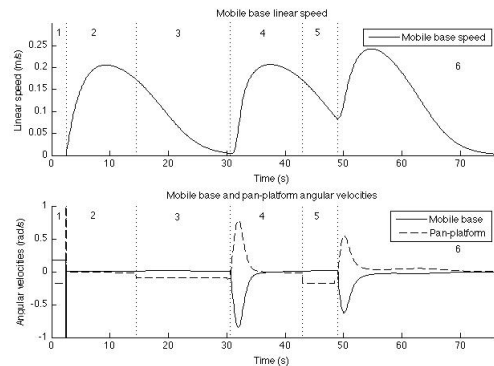 Mobile base linear speed
1 2 3 4 5 6
Mobile base speed
Linear speed (m/s)
0.25
0.2
0.15
0.1
0.05
0
0 10 20 30 40 50 60 70
Time (s)
Mobile base and pan-platform angular velocities
1 2 3 4 5 6
Mobile base
Pan-platform
Angular velocities (rad/s)
1
0.5
0
-0.5
-1
0 10 20 30 40 50 60 70
Time (s)